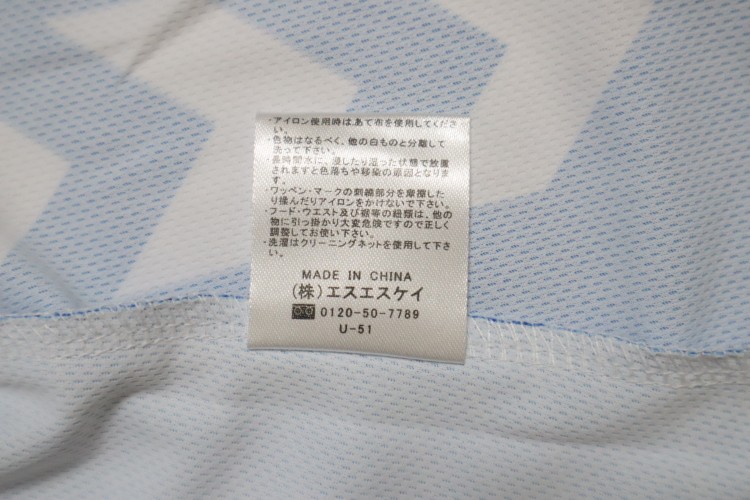 ・アイロン使用時は、あて布を使用してくださ
い。
・色物はなるべく、他の白ものと分離して
洗って下さい。
・長時間水に、浸したり湿った状態で放置
されますと色落ちや移染の原因となりま
す。
・ワッペン・マークの刺繍部分を摩擦した
り揉んだりアイロンをかけないで下さい。
・フード・ウエスト及び裾等の紐類は、他の
物に引っ掛かり大変危険ですので正しく
調整してお使い下さい。
・洗濯はクリーニングネットを使用して下さ
い。
MADE IN CHINA
(株)エスエスケイ
0120-50-7789
U-51